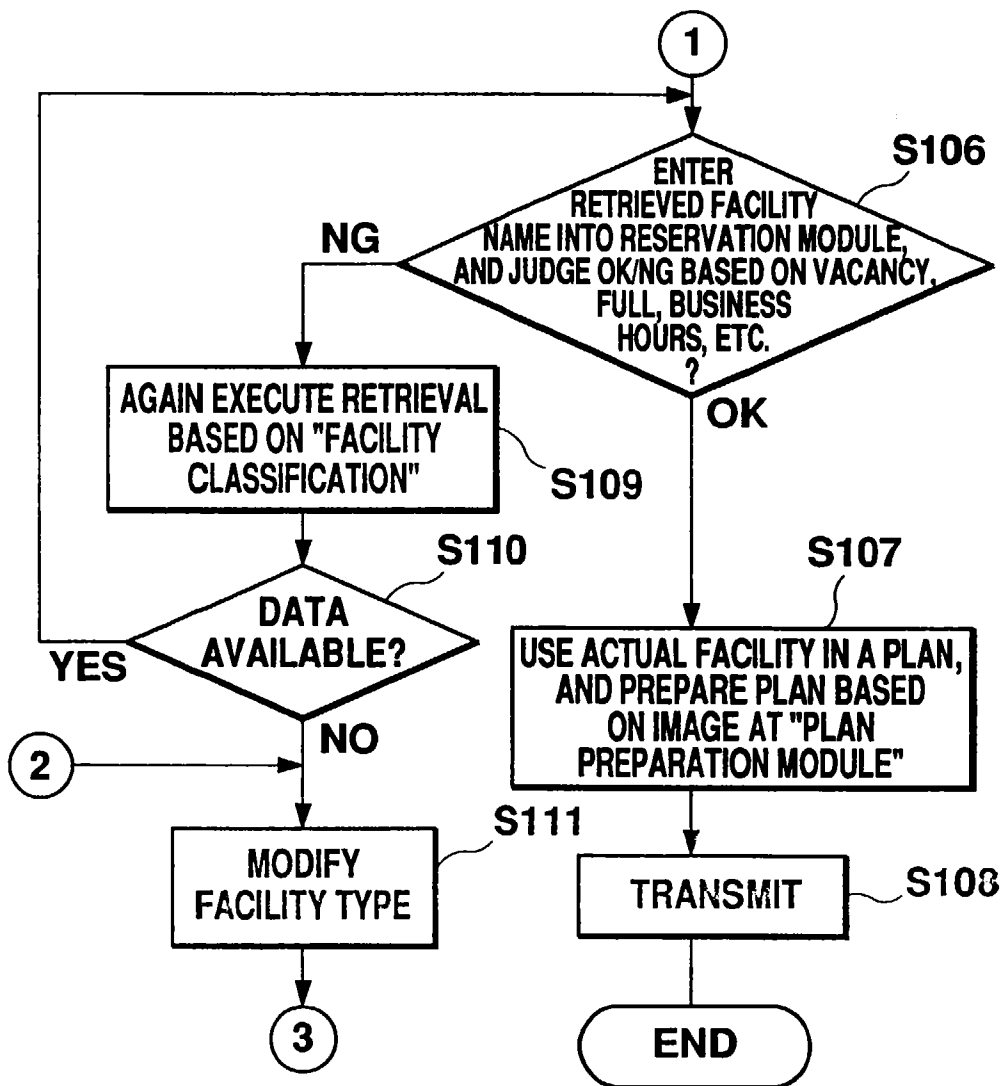 1
S106
ENTER
RETRIEVED FACILITY
NAME INTO RESERVATION MODULE,
AND JUDGE OK/NG BASED ON VACANCY,
FULL, BUSINESS
HOURS, ETC.
?
NG
OK
AGAIN EXECUTE RETRIEVAL
BASED ON "FACILITY
CLASSIFICATION"
S109
S110
DATA
AVAILABLE?
YES
NO
2
S111
MODIFY
FACILITY TYPE
3
S107
USE ACTUAL FACILITY IN A PLAN,
AND PREPARE PLAN BASED
ON IMAGE AT "PLAN
PREPARATION MODULE"
TRANSMIT
S108
END